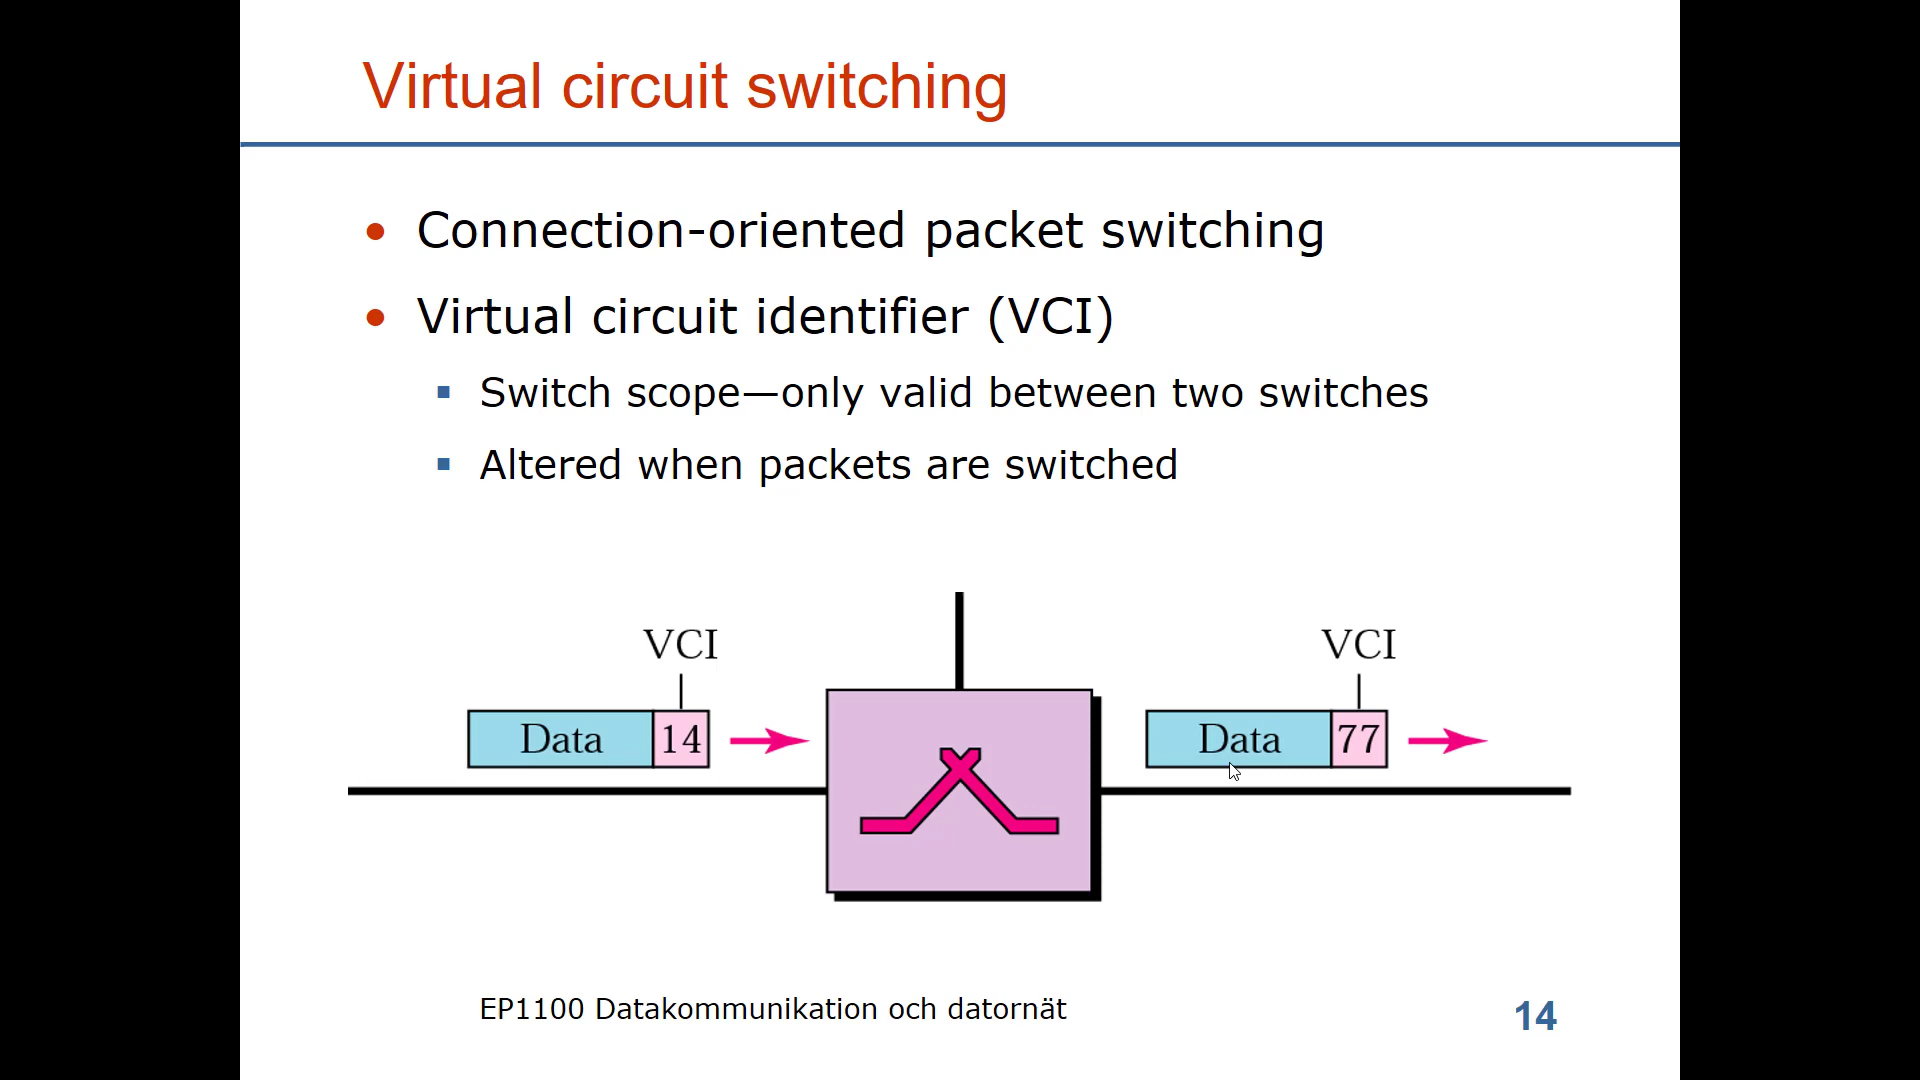 Virtual circuit switching
Connection-oriented packet switching
Virtual circuit identifier (VCI)
Switch scope—only valid between two switches
Altered when packets are switched
VCI
VCI
Data 14
Data 77
EP1100 Datakommunikation och datornät
14